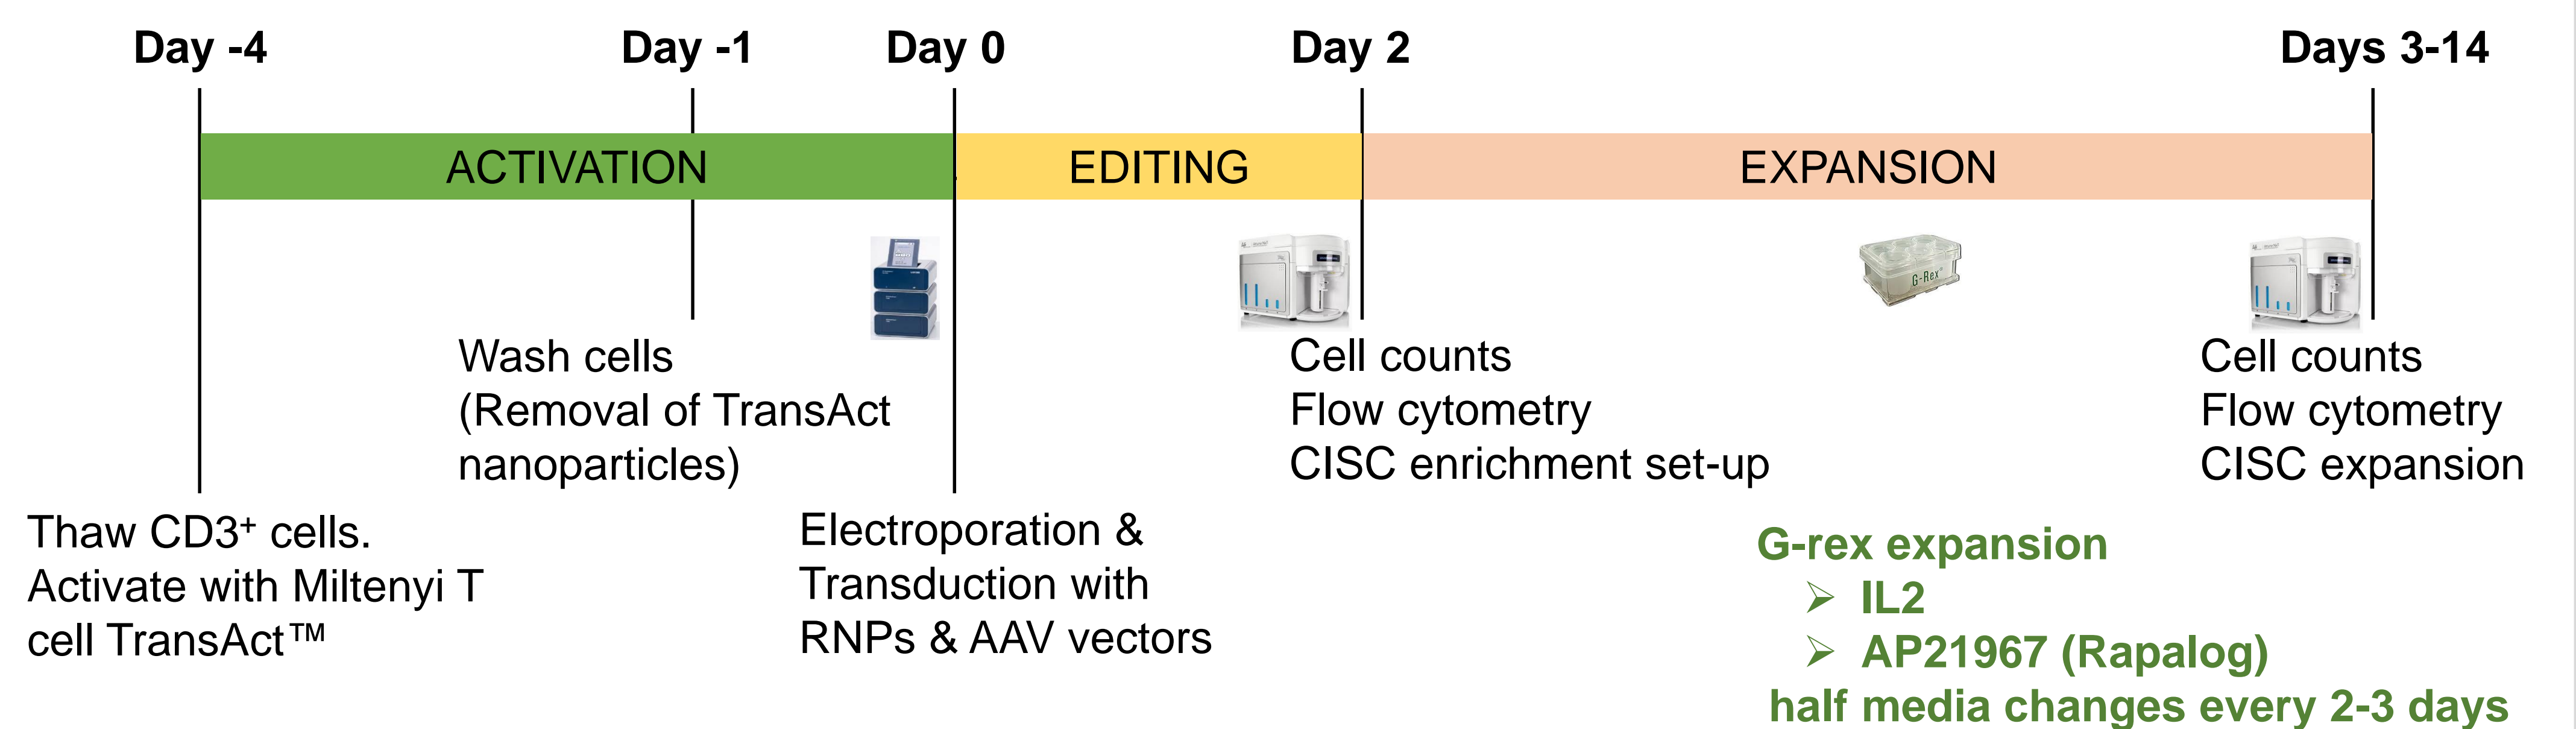 Day -4
Day -1
Day 0
Day 2
Days 3-14
ACTIVATION
EDITING
EXPANSION
G-Rex
Wash cells
(Removal of TransAct
nanoparticles)
Cell counts
Flow cytometry
CISC enrichment set-up
Cell counts
Flow cytometry
CISC expansion
Thaw CD3⁺ cells.
Activate with Miltenyi T
cell TransAct™
Electroporation &
Transduction with
RNPs & AAV vectors
G-rex expansion
➢ IL2
➢ AP21967 (Rapalog)
half media changes every 2-3 days